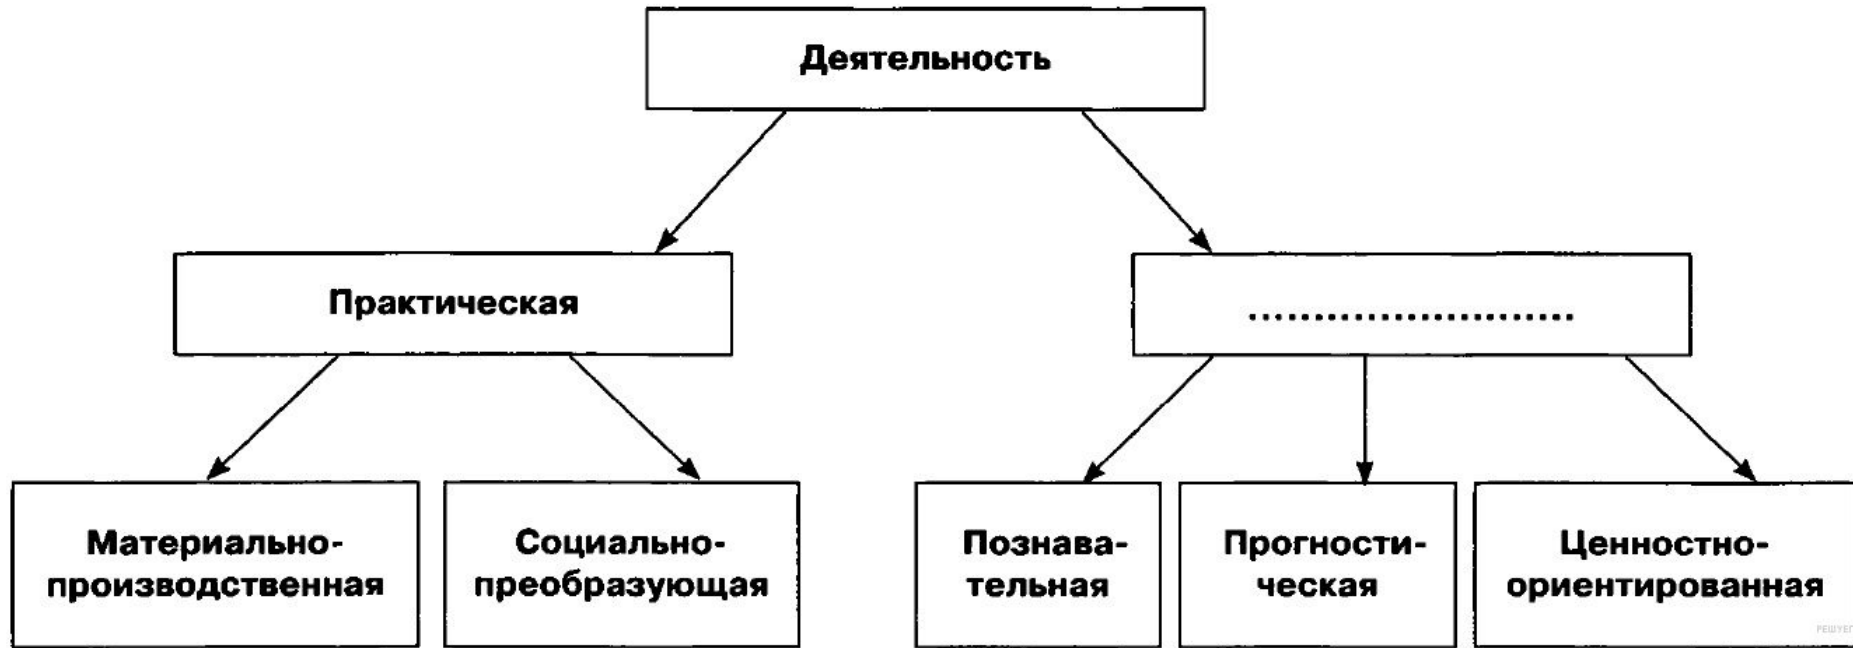 Деятельность
Практическая
........................
Материально-
производственная
Социально-
преобразующая
Познава-
тельная
Прогности-
ческая
Ценностно-
ориентированная